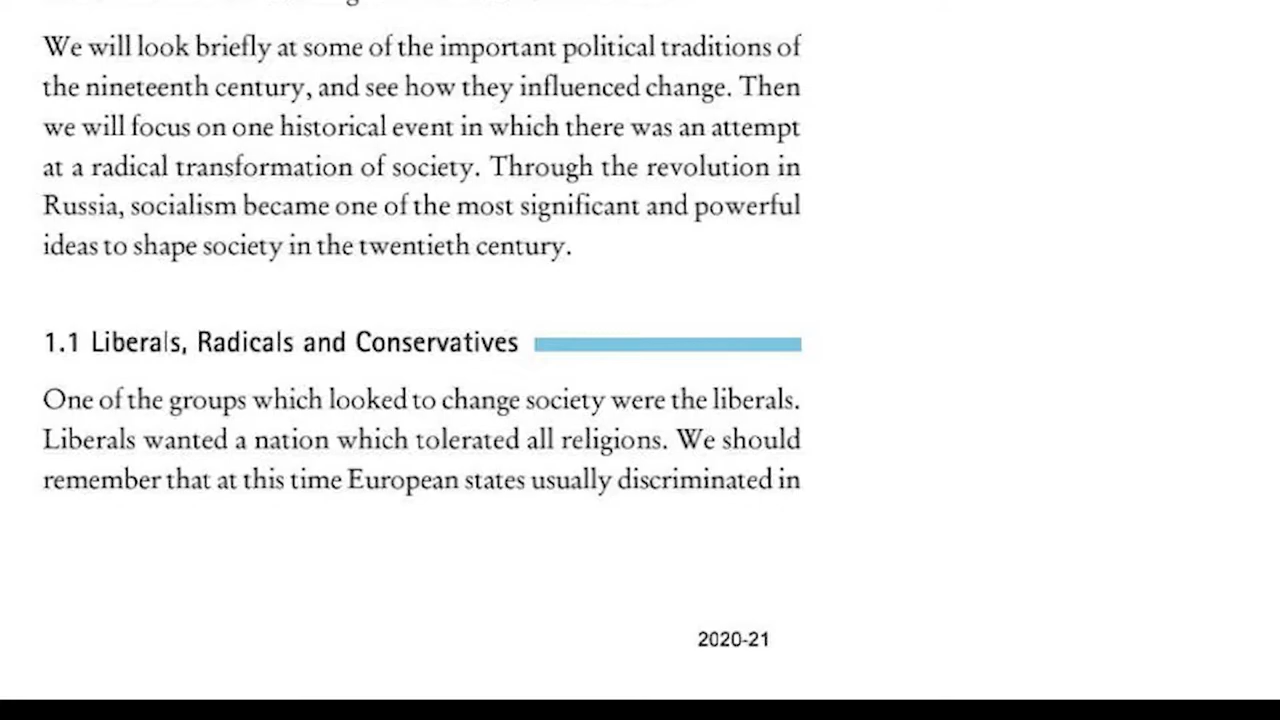 We will look briefly at some of the important political traditions of
the nineteenth century, and see how they influenced change. Then
we will focus on one historical event in which there was an attempt
at a radical transformation of society. Through the revolution in
Russia, socialism became one of the most significant and powerful
ideas to shape society in the twentieth century.
1.1 Liberals, Radicals and Conservatives
One of the groups which looked to change society were the liberals.
Liberals wanted a nation which tolerated all religions. We should
remember that at this time European states usually discriminated in
2020-21